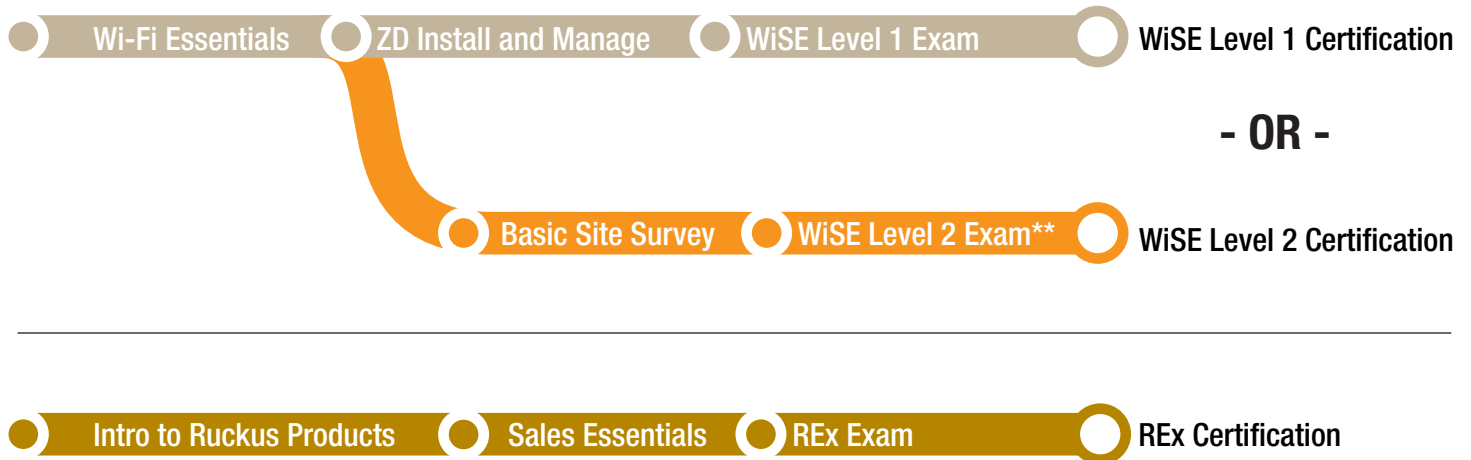 Wi-Fi Essentials ZD Install and Manage WiSE Level 1 Exam WiSE Level 1 Certification
- OR -
Basic Site Survey WiSE Level 2 Exam** WiSE Level 2 Certification
Intro to Ruckus Products Sales Essentials REx Exam REx Certification